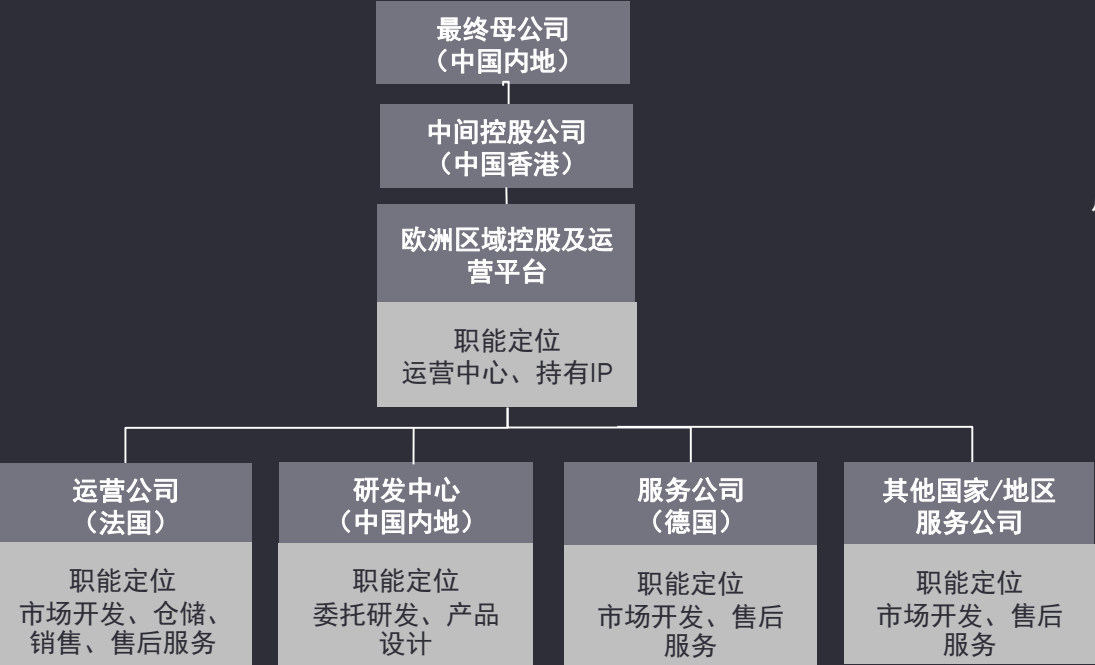 最终母公司
（中国内地）
中间控股公司
（中国香港）
欧洲区域控股及运
营平台
职能定位
运营中心、持有IP
运营公司
（法国）
职能定位
市场开发、仓储、
销售、售后服务
研发中心
（中国内地）
职能定位
委托研发、产品
设计
服务公司
（德国）
职能定位
市场开发、售后
服务
其他国家/地区
服务公司
职能定位
市场开发、售后
服务